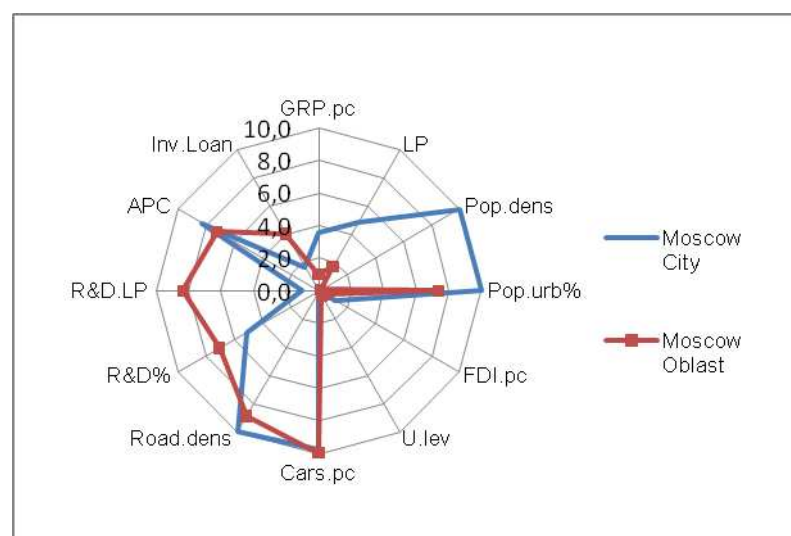 GRP.pc
10,0
Inv.Loan
LP
8,0
6,0
APC
Pop.dens
4,0
2,0
R&D.LP
0,0
Pop.urb%
R&D%
FDI.pc
Road.dens
U.lev
Cars.pc
Moscow
City
Moscow
Oblast